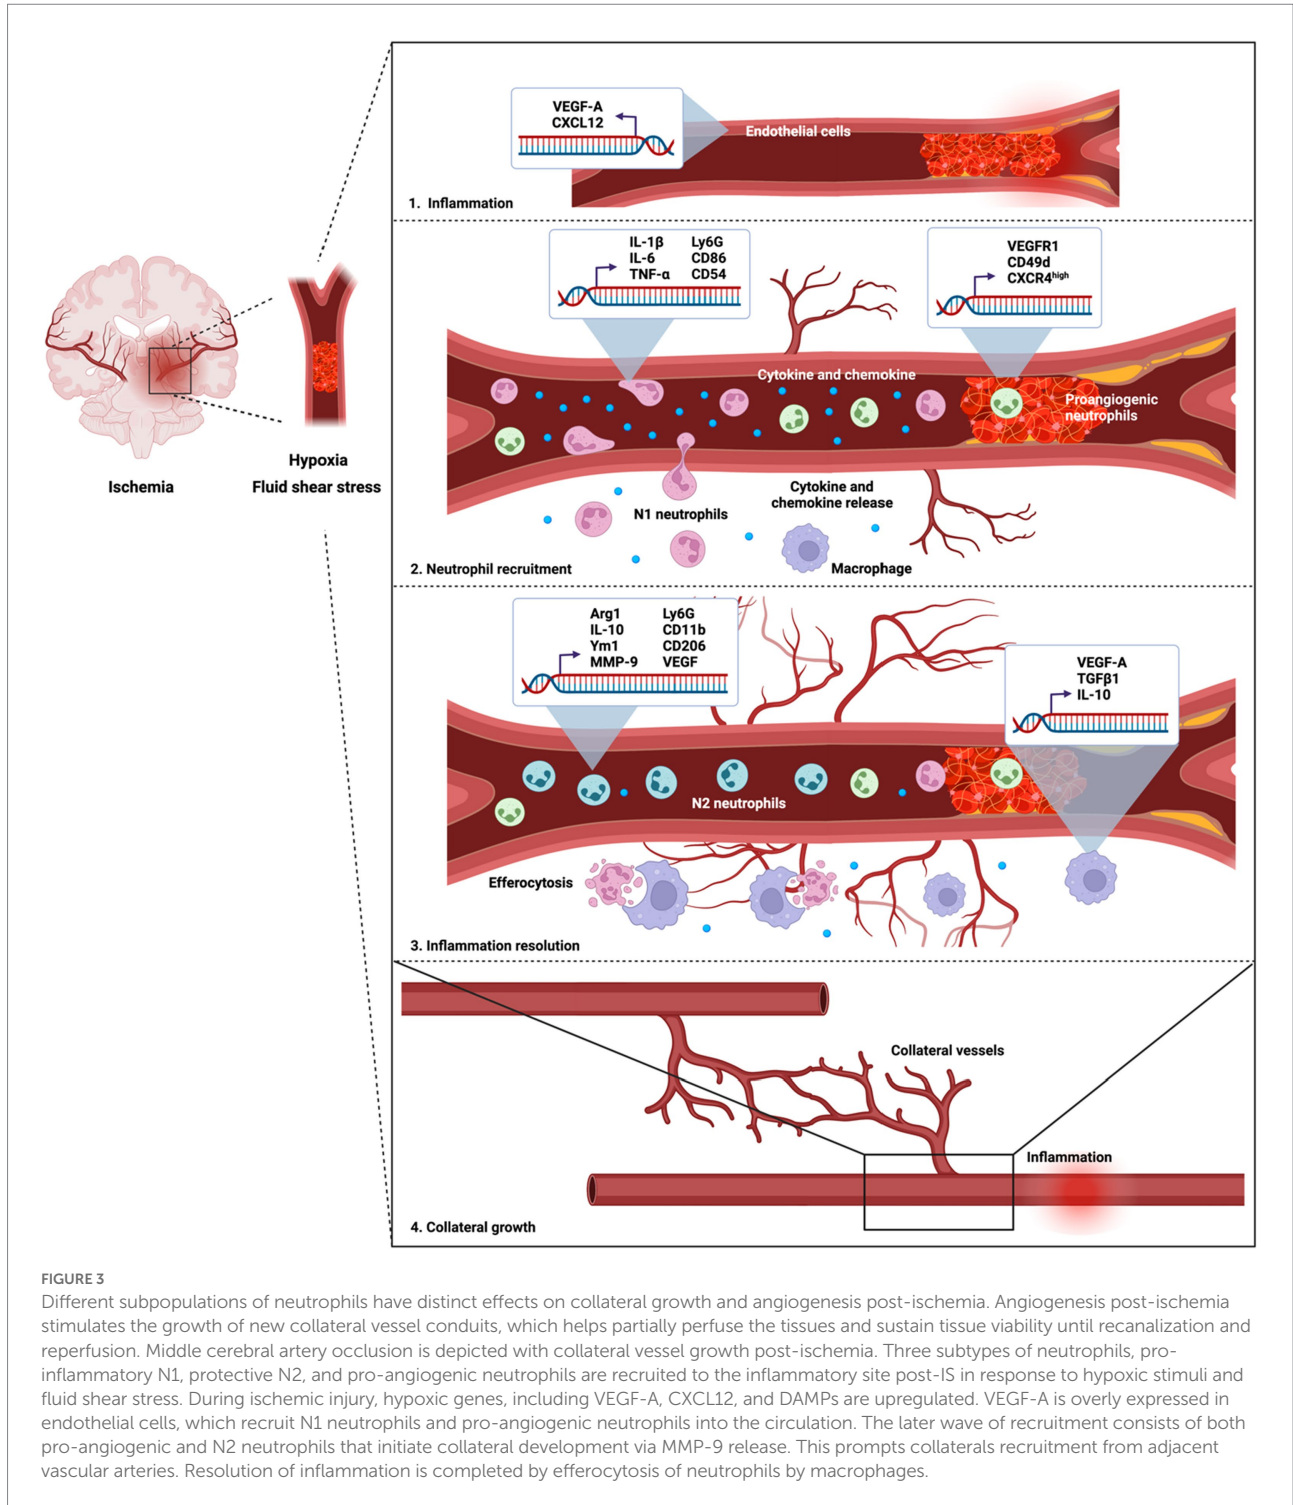 VEGF-A
CXCL12
Endothelial cells
1. Inflammation
IL-1β Ly6G
IL-6 CD86
TNF-α CD54
VEGFR1
CD49d
CXCR4high
Cytokine and chemokine
Proangiogenic
neutrophils
Hypoxia
Ischemia
Fluid shear stress
Cytokine and
chemokine release
N1 neutrophils
2. Neutrophil recruitment
Macrophage
Arg1 Ly6G
IL-10 CD11b
Ym1 CD206
MMP-9 VEGF
VEGF-A
TGFβ1
IL-10
N2 neutrophils
Efferocytosis
3. Inflammation resolution
Collateral vessels
Inflammation
4. Collateral growth
FIGURE 3
Different subpopulations of neutrophils have distinct effects on collateral growth and angiogenesis post-ischemia. Angiogenesis post-ischemia
stimulates the growth of new collateral vessel conduits, which helps partially perfuse the tissues and sustain tissue viability until recanalization and
reperfusion. Middle cerebral artery occlusion is depicted with collateral vessel growth post-ischemia. Three subtypes of neutrophils, pro-
inflammatory N1, protective N2, and pro-angiogenic neutrophils are recruited to the inflammatory site post-IS in response to hypoxic stimuli and
fluid shear stress. During ischemic injury, hypoxic genes, including VEGF-A, CXCL12, and DAMPs are upregulated. VEGF-A is overly expressed in
endothelial cells, which recruit N1 neutrophils and pro-angiogenic neutrophils into the circulation. The later wave of recruitment consists of both
pro-angiogenic and N2 neutrophils that initiate collateral development via MMP-9 release. This prompts collaterals recruitment from adjacent
vascular arteries. Resolution of inflammation is completed by efferocytosis of neutrophils by macrophages.